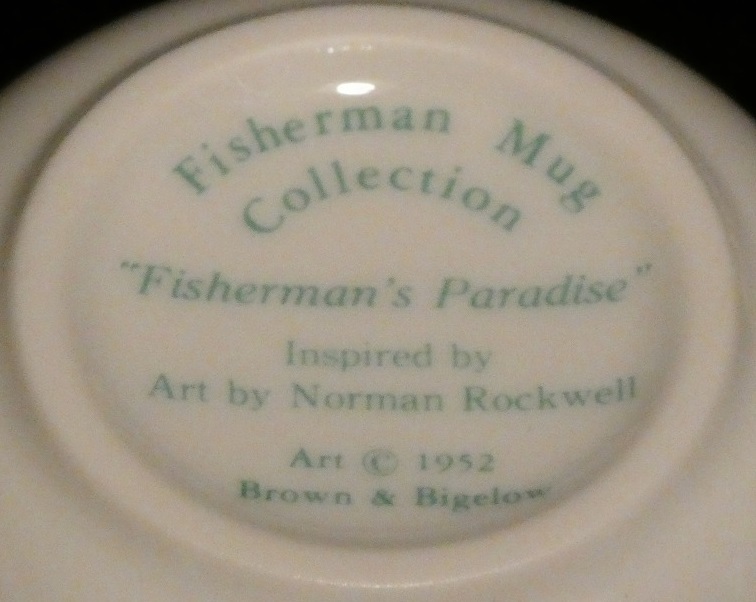 Fisherman Mug
Collection
"Fisherman's Paradise"
Inspired by
Art by Norman Rockwell
Art © 1952
Brown & Bigelow